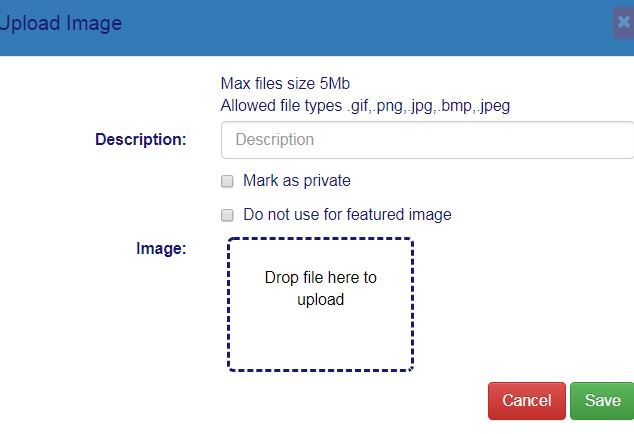 Upload Image
Max files size 5Mb
Allowed file types .gif,.png,.jpg,.bmp,.jpeg
Description:
Description
Mark as private
Do not use for featured image
Image:
Drop file here to
upload
Cancel
Save